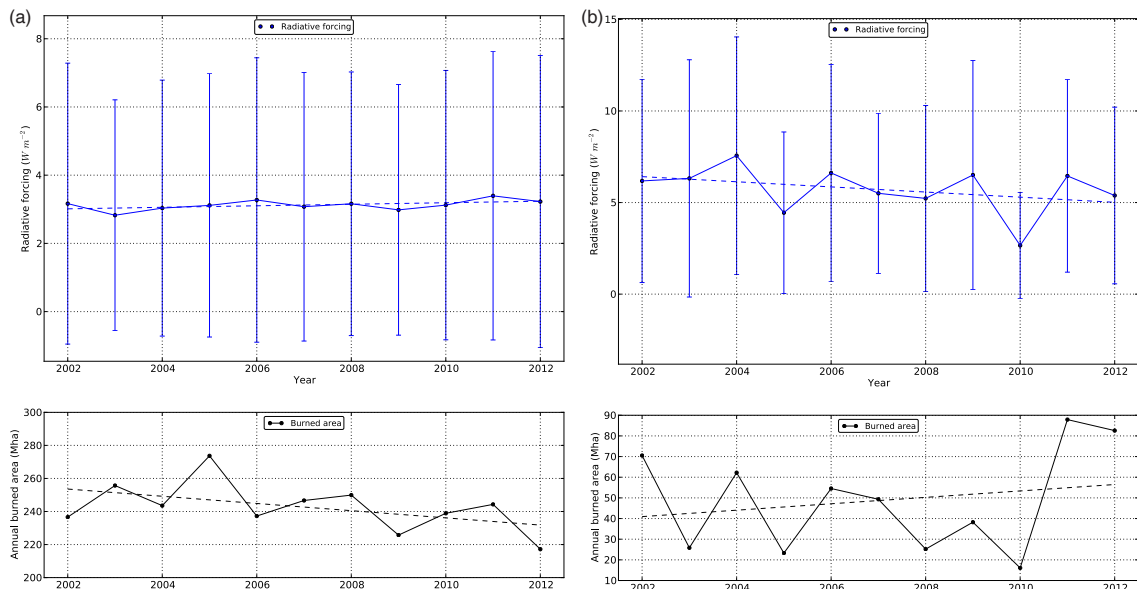 (a)
Radiative forcing
8
6
4
2
0
Radiative forcing (W m⁻²)
2002 2004 2006 2008 2010 2012
Year
Burned area
300
280
260
240
220
200
Annual burned area (Mha)
2002 2004 2006 2008 2010 2012
(b)
Radiative forcing
15
10
5
0
Radiative forcing (W m⁻²)
2002 2004 2006 2008 2010 2012
Year
Burned area
90
80
70
60
50
40
30
20
10
Annual burned area (Mha)
2002 2004 2006 2008 2010 2012